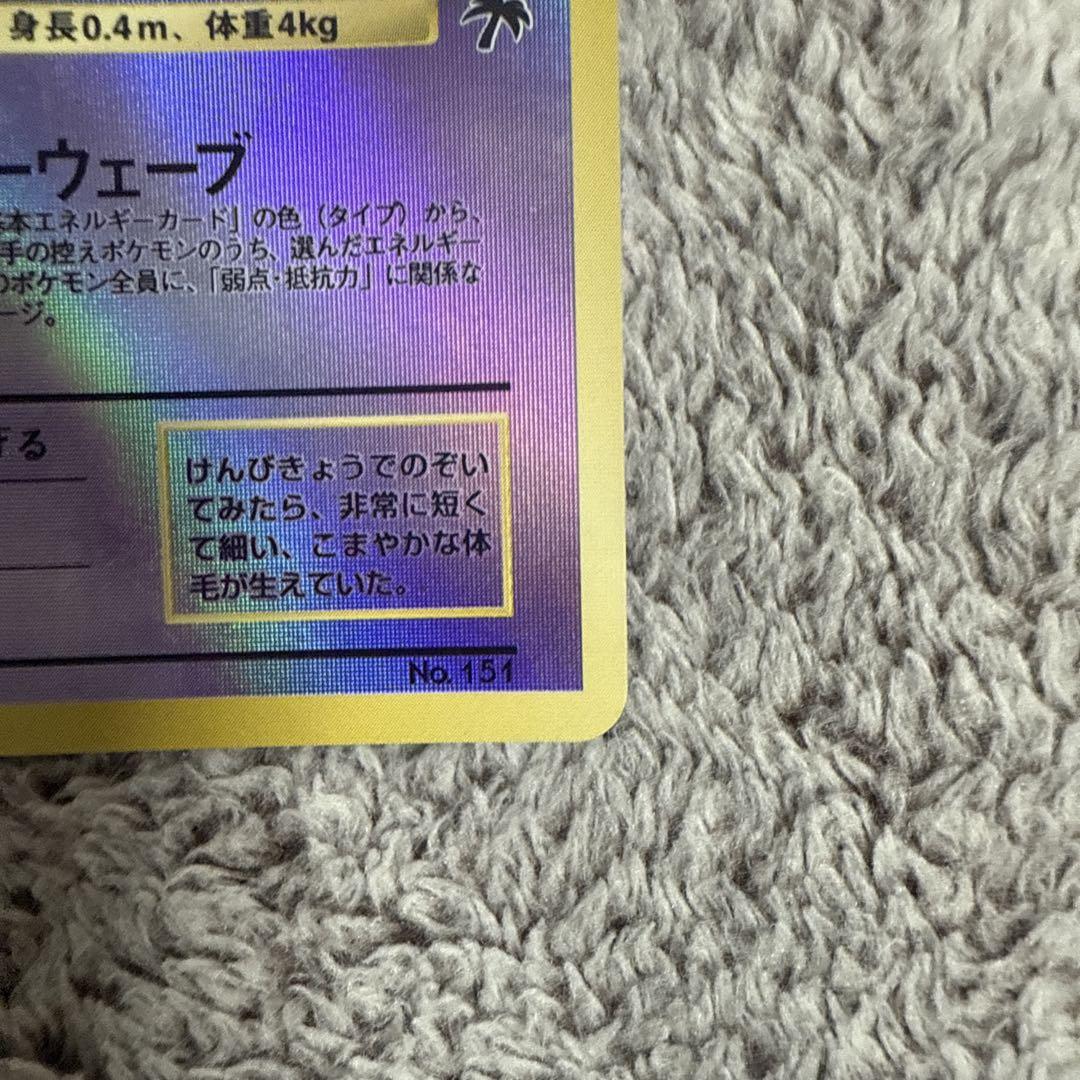 身長0.4m、体重4kg
ーウェーブ
本エネルギーカード」の色（タイプ）から、
手の控えポケモンのうち、選んだエネルギー
のポケモン全員に、「弱点・抵抗力」に関係な
ージ。
げる
けんびきょうでのぞい
てみたら、非常に短く
て細い、こまやかな体
毛が生えていた。
No. 151